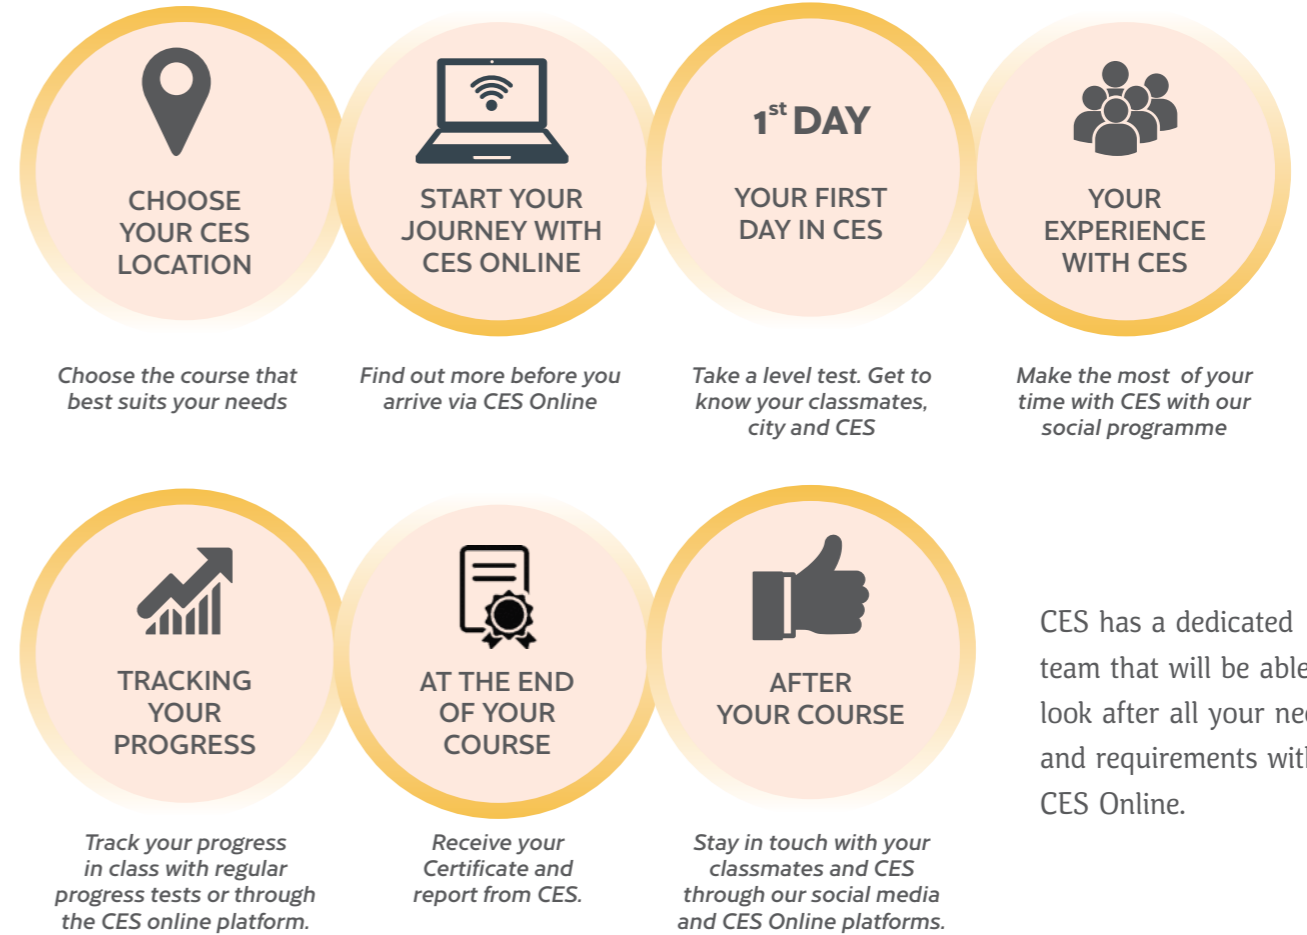 CHOOSE
YOUR CES
LOCATION
Choose the course that
best suits your needs
START YOUR
JOURNEY WITH
CES ONLINE
Find out more before you
arrive via CES Online
1st DAY
YOUR FIRST
DAY IN CES
Take a level test. Get to
know your classmates,
city and CES
YOUR
EXPERIENCE
WITH CES
Make the most of your
time with CES with our
social programme
TRACKING
YOUR
PROGRESS
Track your progress
in class with regular
progress tests or through
the CES online platform.
AT THE END
OF YOUR
COURSE
Receive your
Certificate and
report from CES.
AFTER
YOUR COURSE
Stay in touch with your
classmates and CES
through our social media
and CES Online platforms.
CES has a dedicated
team that will be able
look after all your
and requirements
CES Online.